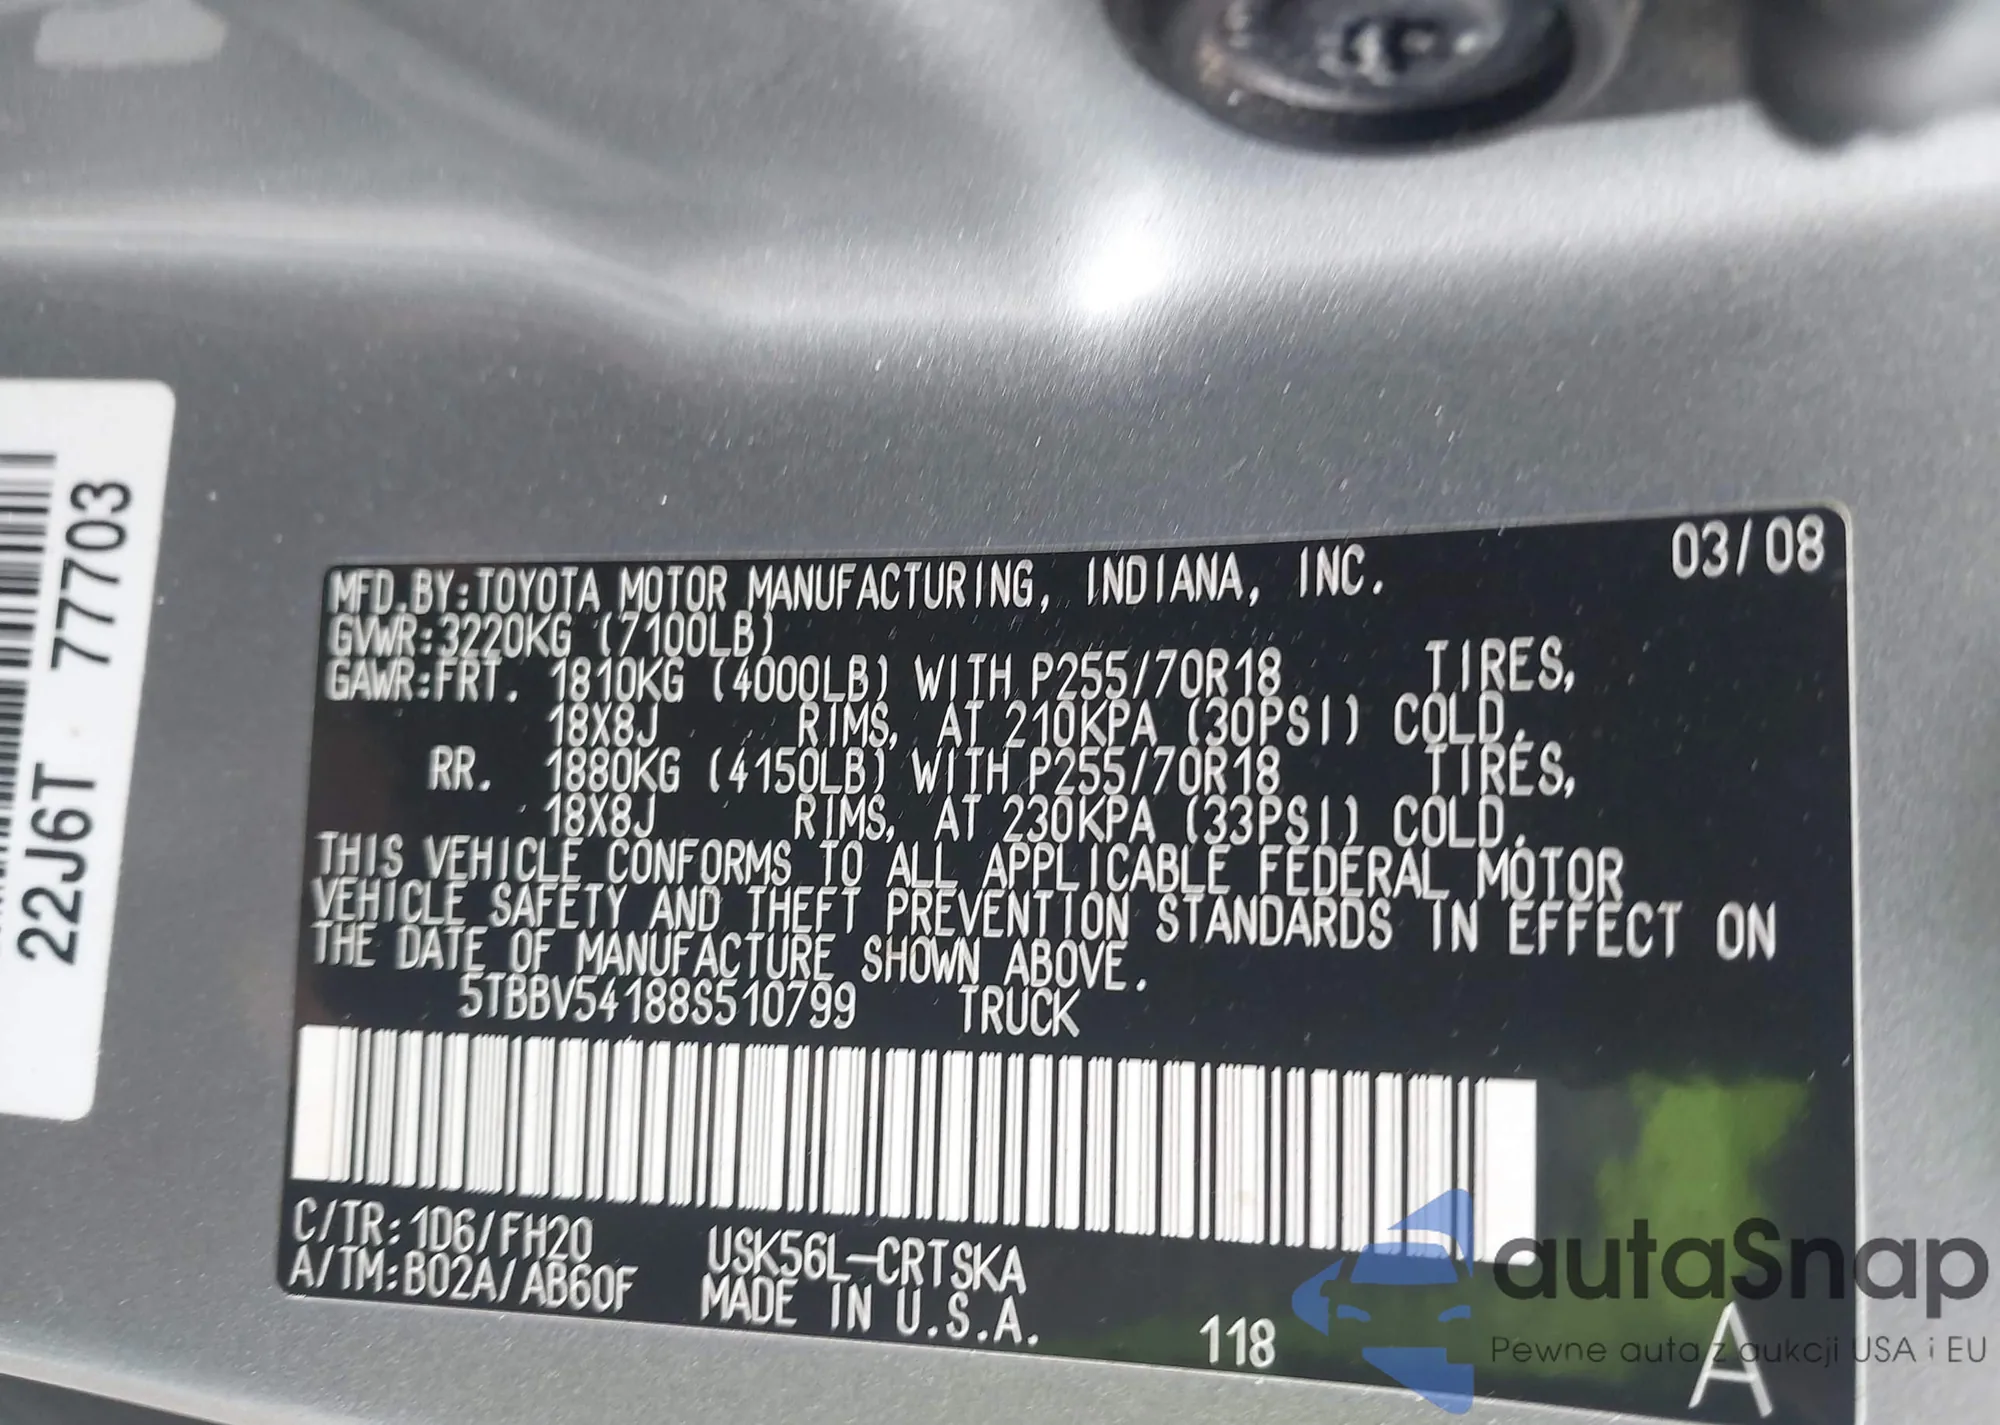 22J6T 77703
03/08
MFD.BY:TOYOTA MOTOR MANUFACTURING, INDIANA, INC.
GVWR:3220KG (7100LB)
GAWR:FRT. 1810KG (4000LB) WITH P255/70R18 TIRES,
18X8J RIMS, AT 210KPA (30PSI) COLD.
RR. 1880KG (4150LB) WITH P255/70R18 TIRES,
18X8J RIMS, AT 230KPA (33PSI) COLD.
THIS VEHICLE CONFORMS TO ALL APPLICABLE FEDERAL MOTOR
VEHICLE SAFETY AND THEFT PREVENTION STANDARDS IN EFFECT ON
THE DATE OF MANUFACTURE SHOWN ABOVE.
5TBBV54188S510799 TRUCK
C/TR:1D6/FH20 USK56L-CRTSKA
A/TM:B02A/AB60F MADE IN U.S.A.
118
A
autaSnap
Pewne auta z aukcji USA i EU